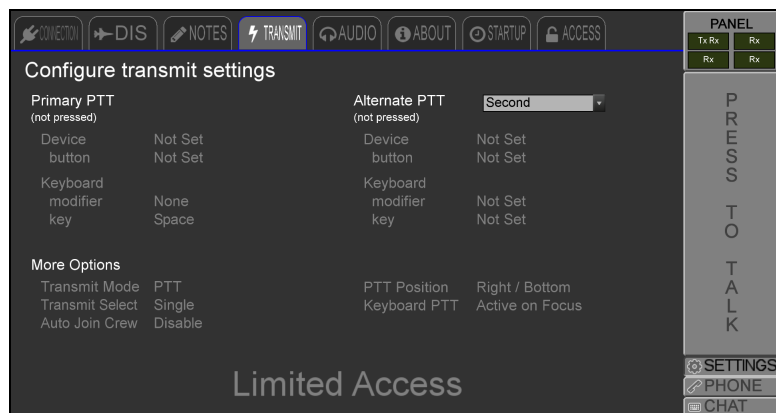 CONNECTION DIS NOTES TRANSMIT AUDIO ABOUT STARTUP ACCESS
Configure transmit settings
Primary PTT
(not pressed)
Device Not Set
button Not Set
Keyboard
modifier None
key Space
Alternate PTT Second
(not pressed)
Device Not Set
button Not Set
Keyboard
modifier Not Set
key Not Set
More Options
Transmit Mode PTT
Transmit Select Single
Auto Join Crew Disable
PTT Position Right / Bottom
Keyboard PTT Active on Focus
Limited Access
PANEL
Tx Rx Rx
Rx Rx
PRESS TO TALK
SETTINGS
PHONE
CHAT